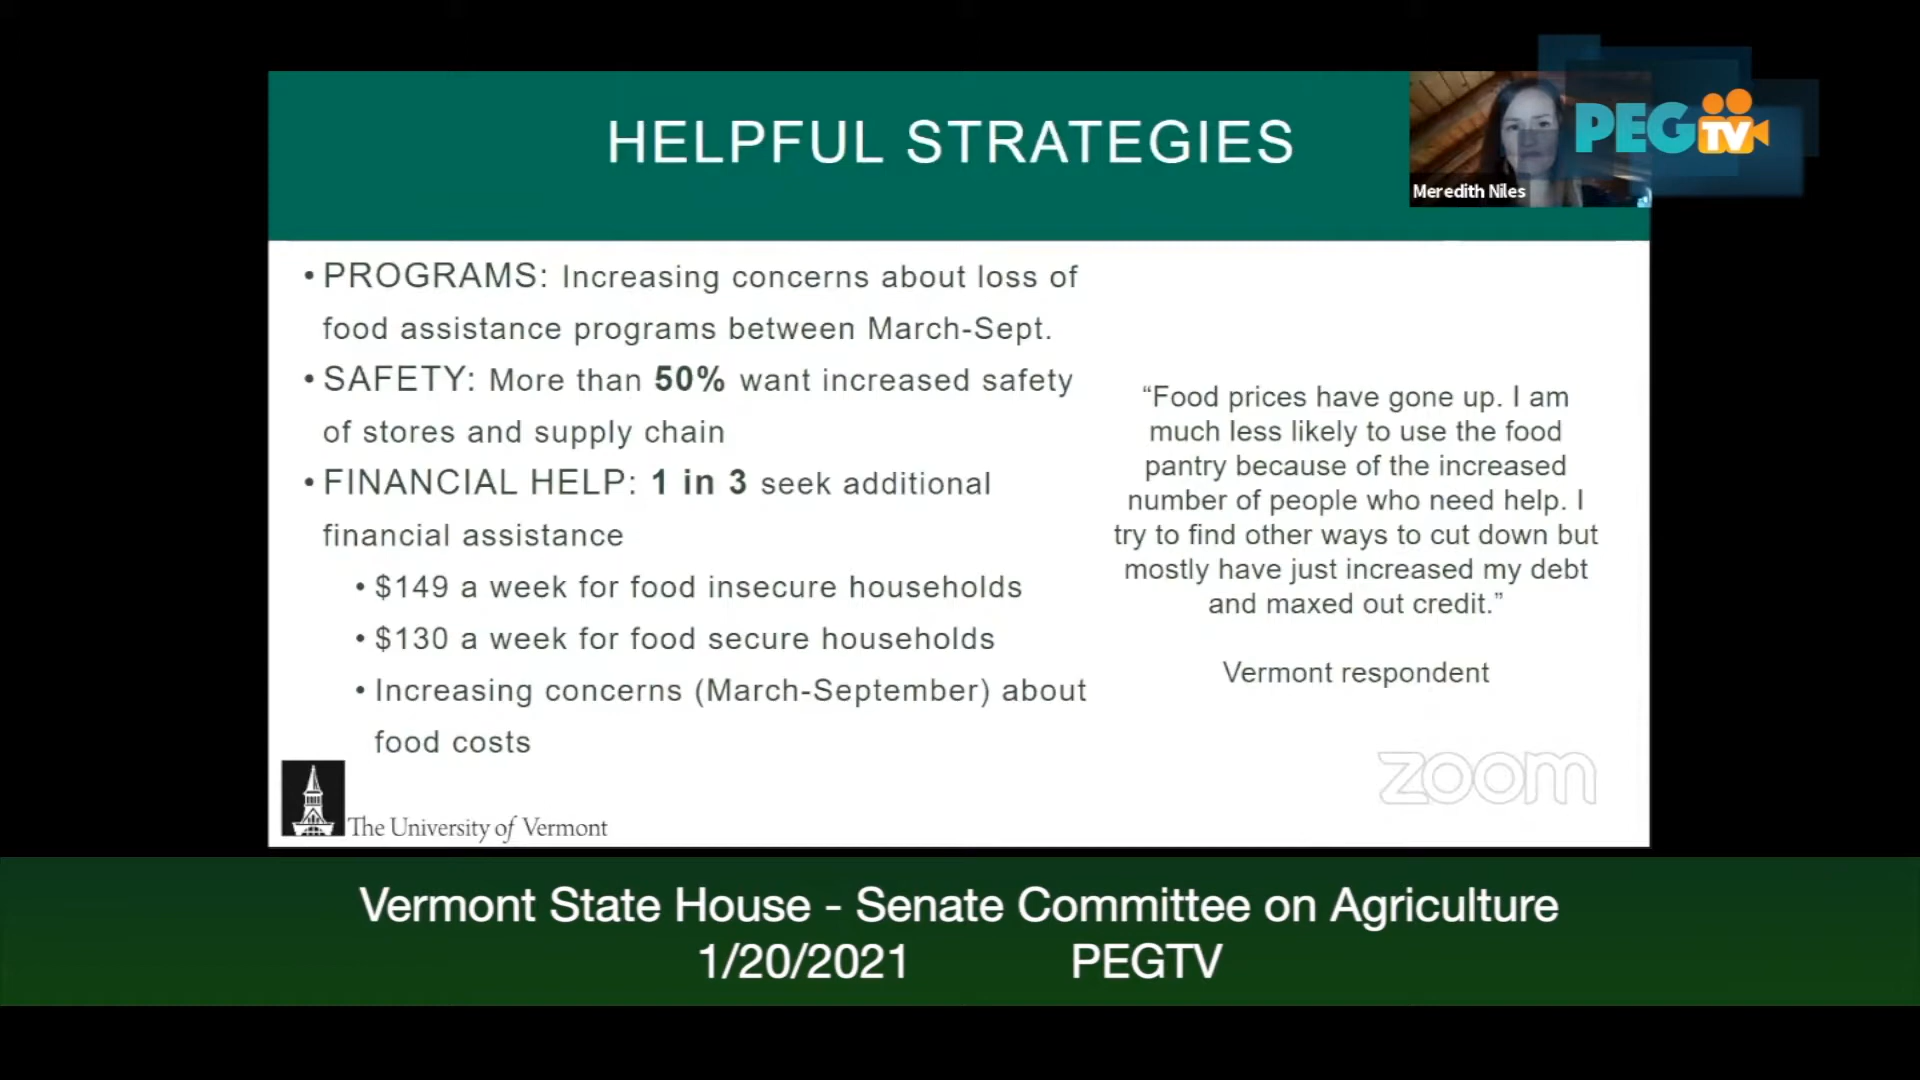 HELPFUL STRATEGIES
PEGTV
Meredith Niles
• PROGRAMS: Increasing concerns about loss of
food assistance programs between March-Sept.
• SAFETY: More than 50% want increased safety
of stores and supply chain
• FINANCIAL HELP: 1 in 3 seek additional
financial assistance
• $149 a week for food insecure households
• $130 a week for food secure households
• Increasing concerns (March-September) about
food costs
“Food prices have gone up. I am
much less likely to use the food
pantry because of the increased
number of people who need help. I
try to find other ways to cut down but
mostly have just increased my debt
and maxed out credit.”
Vermont respondent
zoom
The University of Vermont
Vermont State House - Senate Committee on Agriculture
1/20/2021 PEGTV